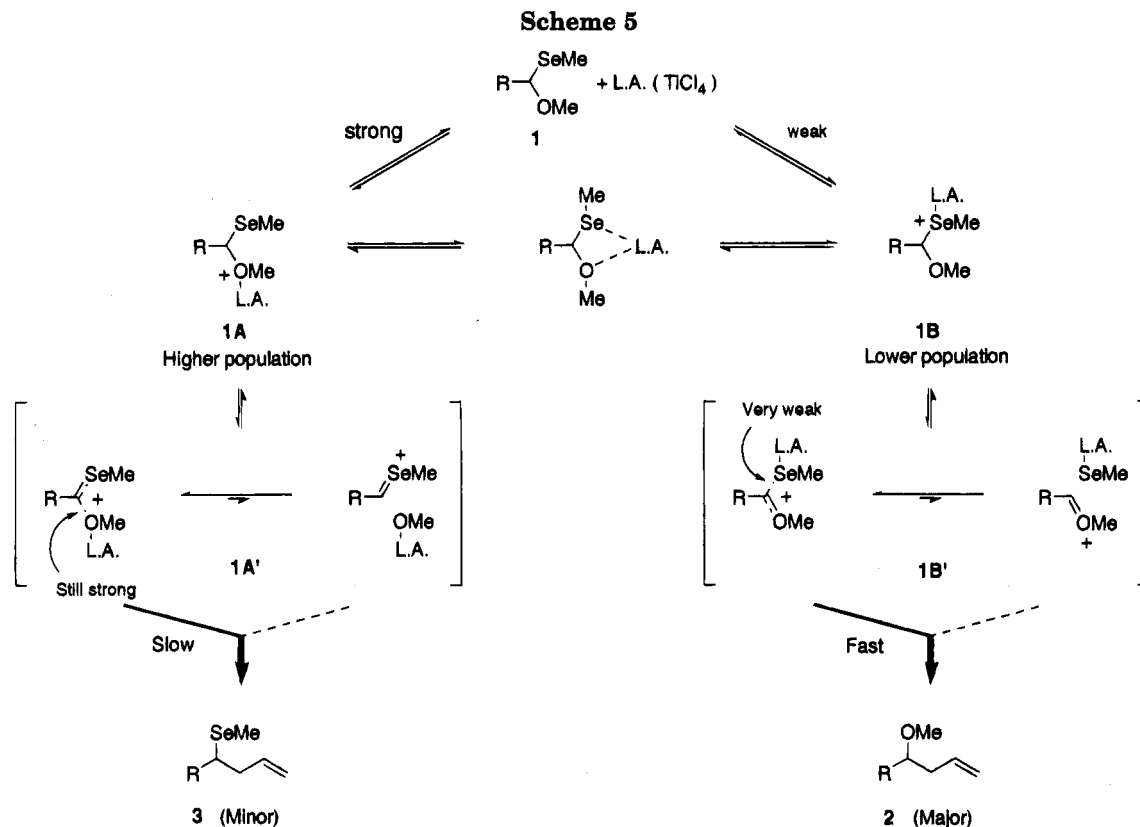 Scheme 5
SeMe
R
OMe
+ L.A. ( TiCl4 )
1
strong
weak
SeMe
R
+
OMe
L.A.
1A
Higher population
Me
Se
R
L.A.
O
Me
L.A.
+
SeMe
R
OMe
1B
Lower population
SeMe
R
+
OMe
L.A.
Still strong
1A'
+
SeMe
R
OMe
L.A.
Very weak
L.A.
SeMe
R
+
OMe
1B'
L.A.
SeMe
R
OMe
+
Slow
Fast
SeMe
R
3 (Minor)
OMe
R
2 (Major)